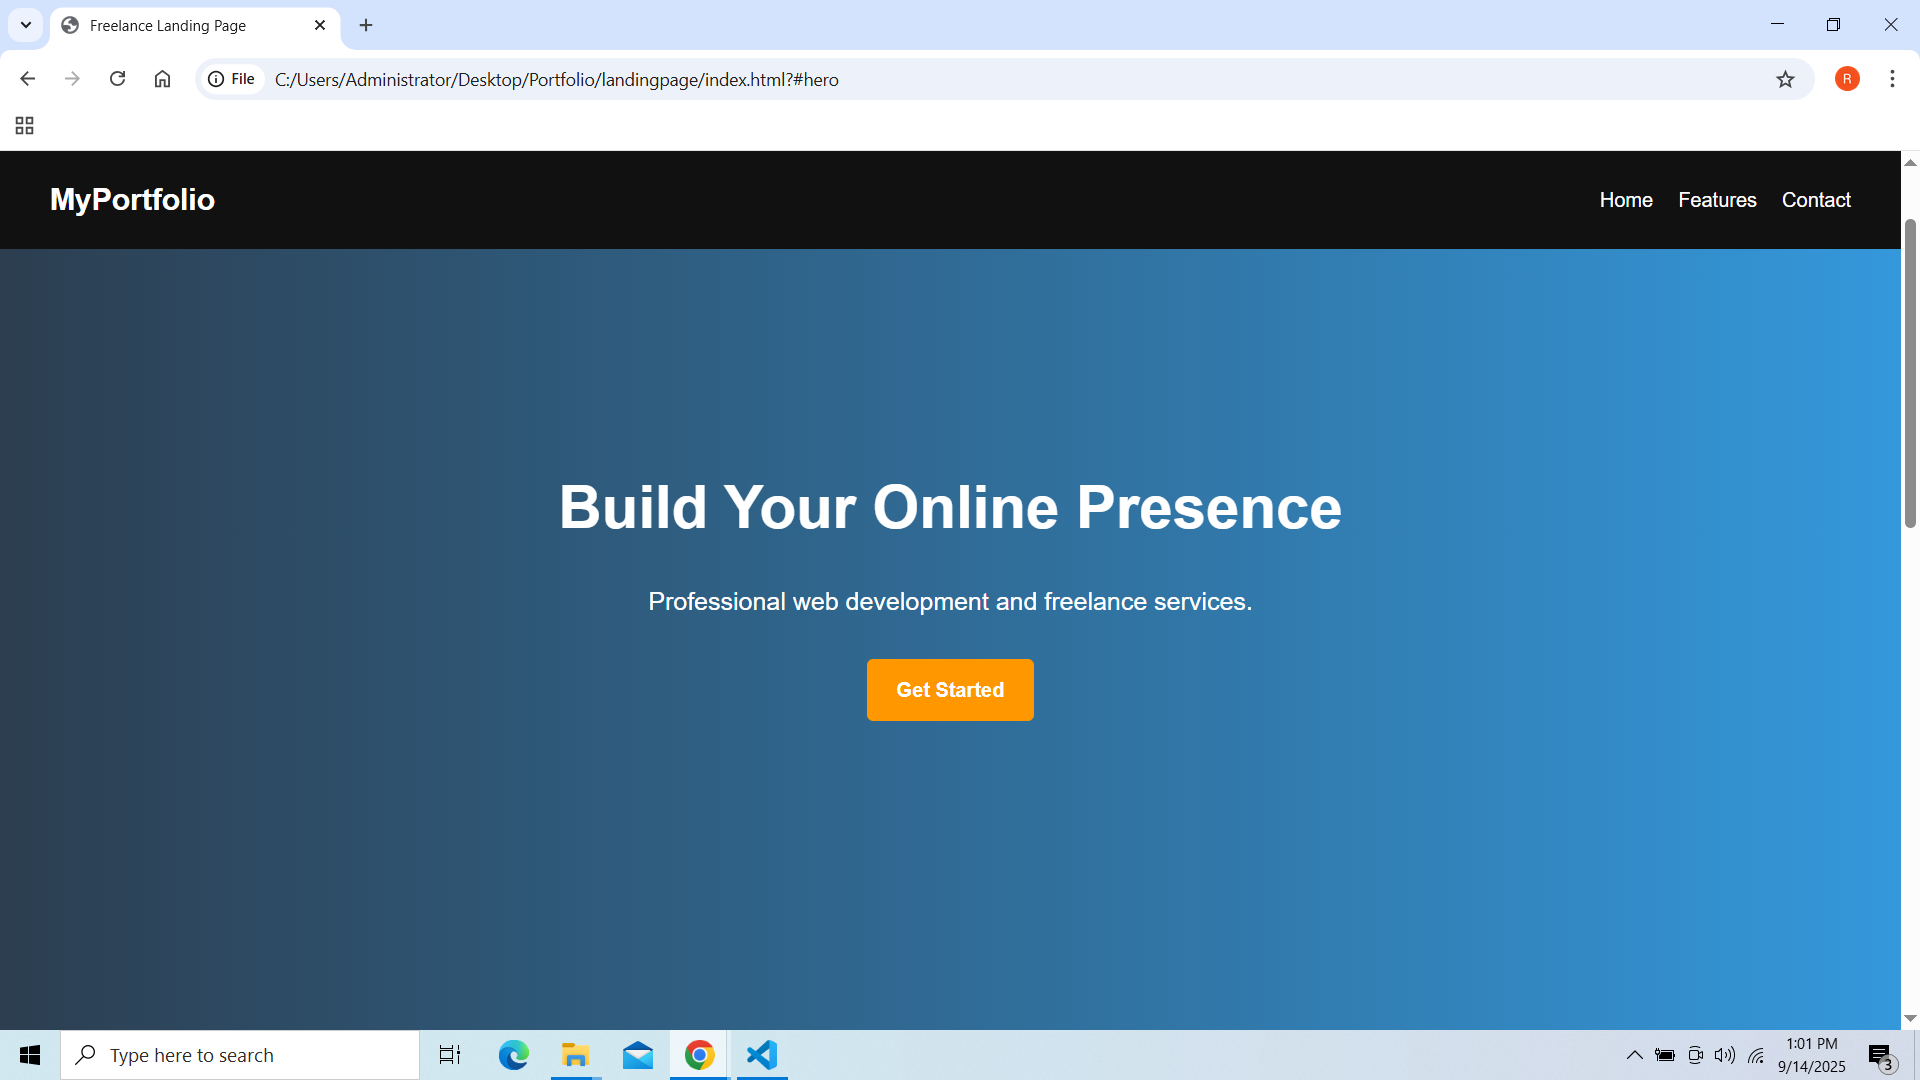 Freelance Landing Page
File
C:/Users/Administrator/Desktop/Portfolio/landingpage/index.html?#hero
R
MyPortfolio
Home Features Contact
Build Your Online Presence
Professional web development and freelance services.
Get Started
Type here to search
1:01 PM
9/14/2025
3